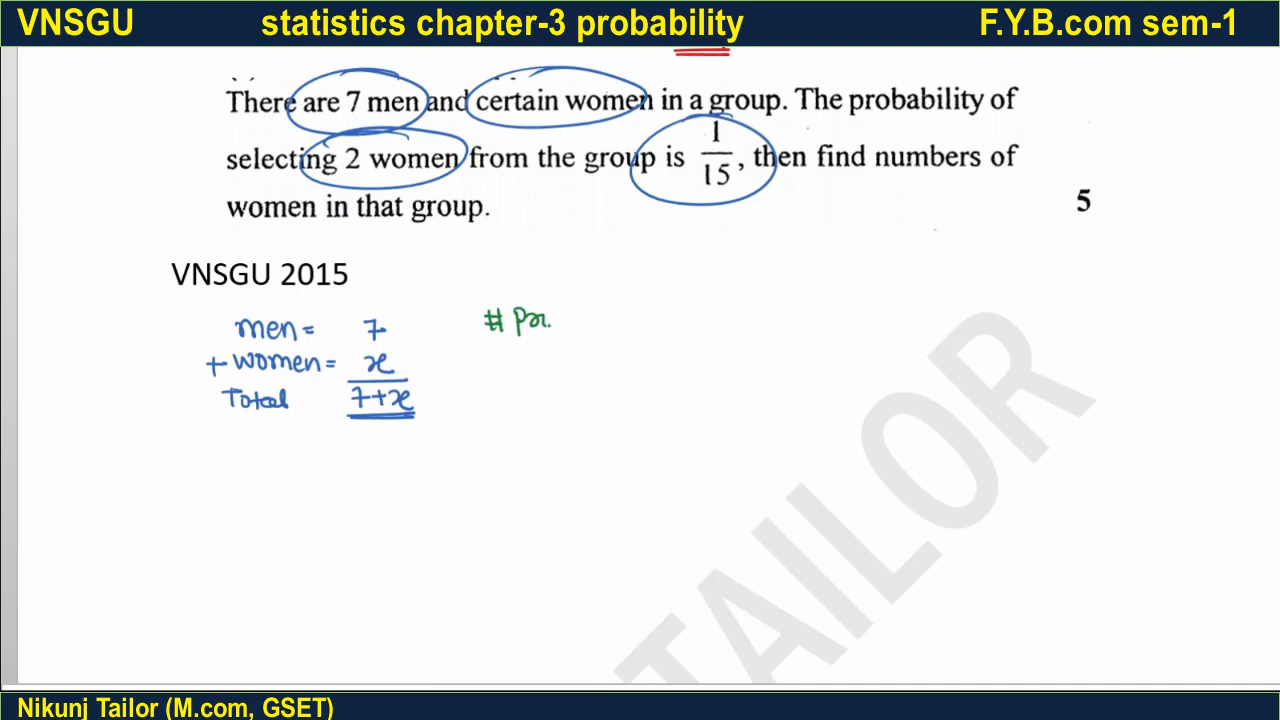 VNSGU statistics chapter-3 probability F.Y.B.com sem-1
There are 7 men and certain women in a group. The probability of
selecting 2 women from the group is 1/15, then find numbers of
women in that group. 5
VNSGU 2015
men = 7 # Pr.
+ women = x
Total 7+x
TAILOR
Nikunj Tailor (M.com, GSET)